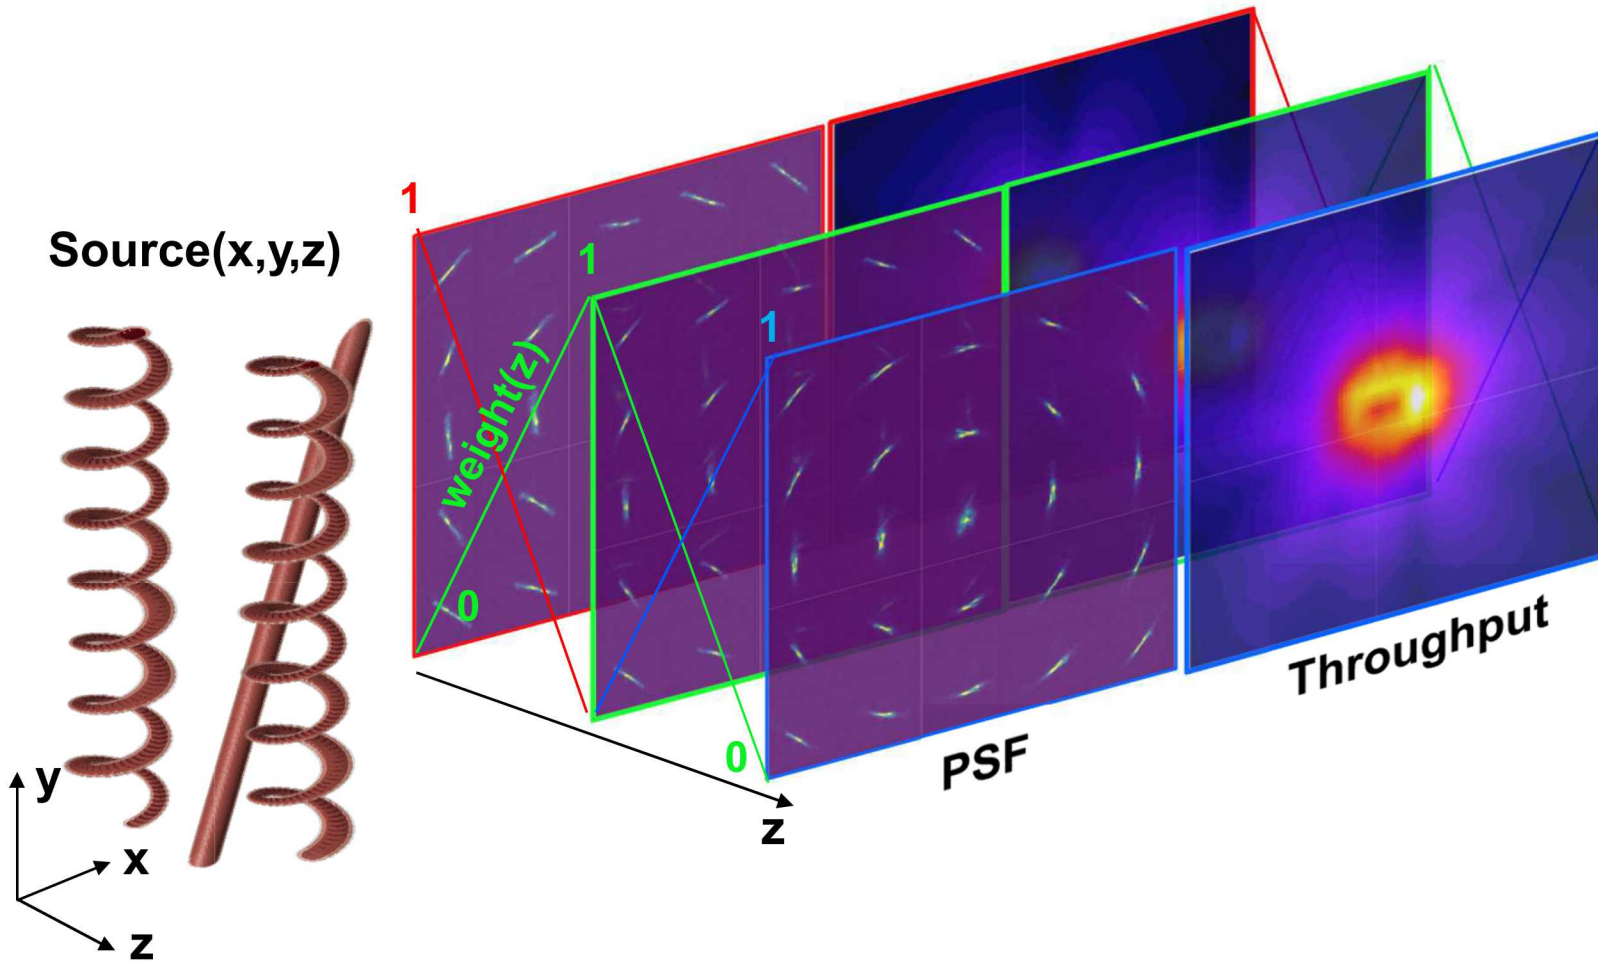 Source(x,y,z)
1
1
1
weight(z)
0
0
z
PSF
Throughput
y
x
z